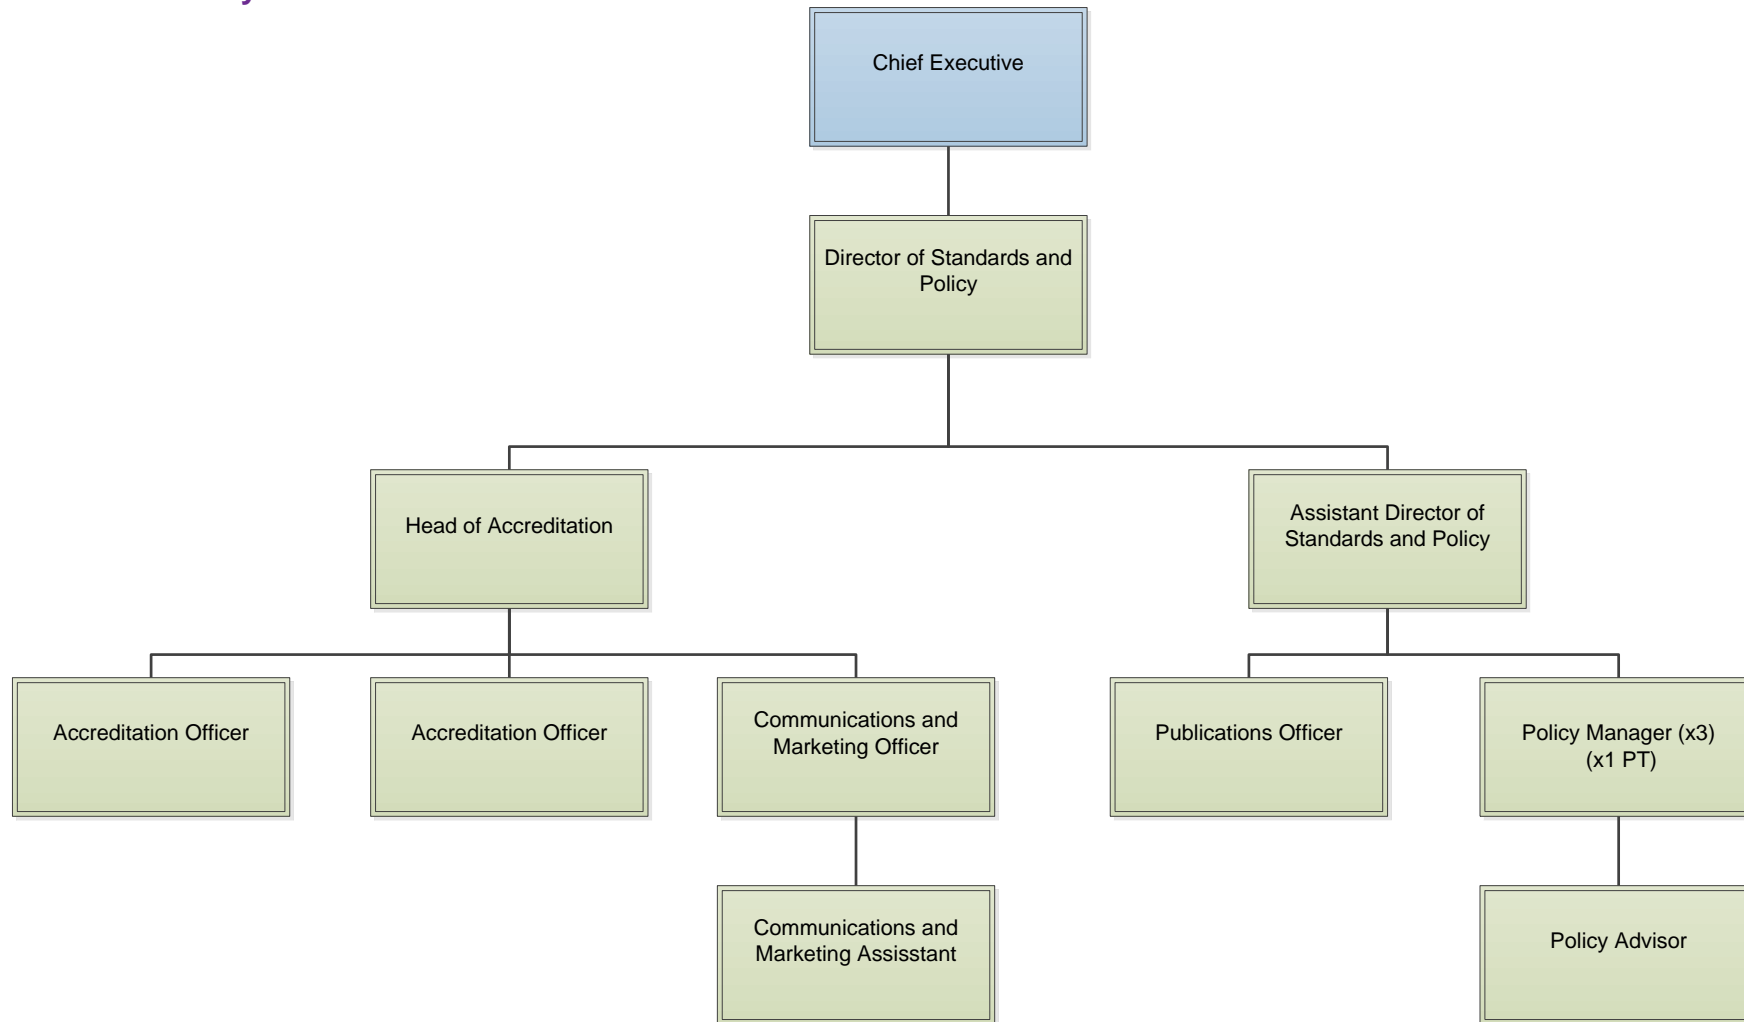 Chief Executive
Director of Standards and
Policy
Head of Accreditation
Assistant Director of
Standards and Policy
Accreditation Officer
Accreditation Officer
Communications and
Marketing Officer
Publications Officer
Policy Manager (x3)
(x1 PT)
Communications and
Marketing Assisstant
Policy Advisor